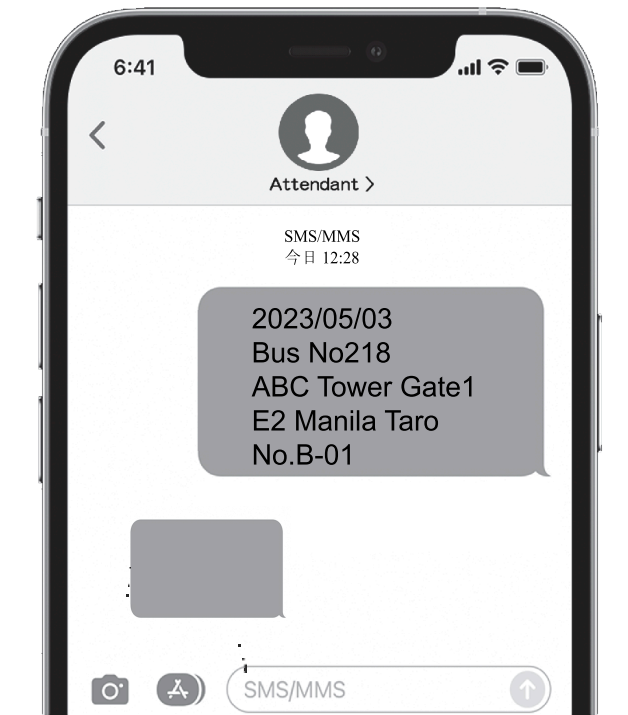 6:41
Attendant
SMS/MMS
今日 12:28
2023/05/03
Bus No218
ABC Tower Gate1
E2 Manila Taro
No.B-01
SMS/MMS